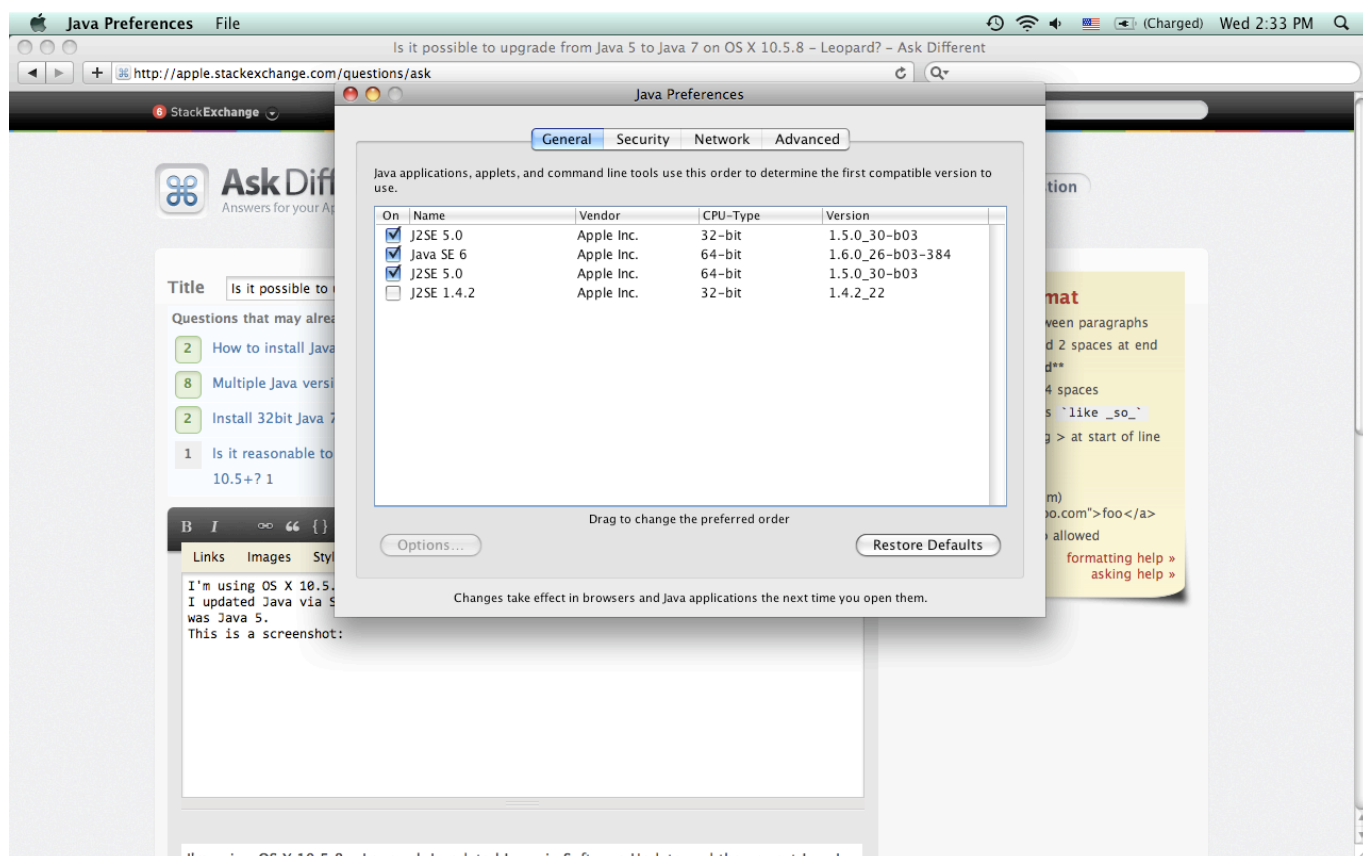 Java Preferences File (Charged) Wed 2:33 PM
Is it possible to upgrade from Java 5 to Java 7 on OS X 10.5.8 – Leopard? – Ask Different
http://apple.stackexchange.com/questions/ask
6 StackExchange
Java Preferences
General Security Network Advanced
Java applications, applets, and command line tools use this order to determine the first compatible version to
use.
On Name Vendor CPU-Type Version
J2SE 5.0 Apple Inc. 32-bit 1.5.0_30-b03
Java SE 6 Apple Inc. 64-bit 1.6.0_26-b03-384
J2SE 5.0 Apple Inc. 64-bit 1.5.0_30-b03
J2SE 1.4.2 Apple Inc. 32-bit 1.4.2_22
Drag to change the preferred order
Options... Restore Defaults
Changes take effect in browsers and Java applications the next time you open them.
Ask Diff
Answers for your
Title Is it possible to
Questions that may
2 How to install Java
8 Multiple Java
2 Install 32bit Java
1 Is it reasonable to
10.5+? 1
B I “ {}
Links Images
I'm using OS X 10.5.
I updated Java via
was Java 5.
This is a screenshot:
paragraphs
d 2 spaces at end
4 spaces
`like _so_`
> at start of line
foo</a>
allowed
formatting help »
asking help »